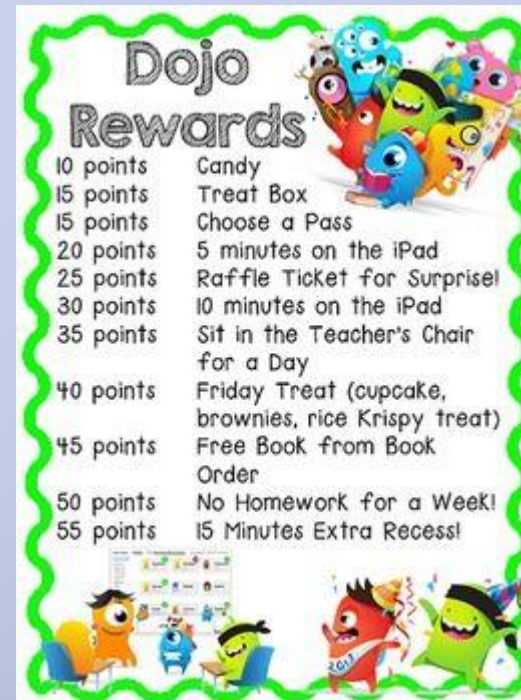 Dojo
Rewards
10 points Candy
15 points Treat Box
15 points Choose a Pass
20 points 5 minutes on the iPad
25 points Raffle Ticket for Surprise!
30 points 10 minutes on the iPad
35 points Sit in the Teacher's Chair
for a Day
40 points Friday Treat (cupcake,
brownies, rice Krispy treat)
45 points Free Book from Book
Order
50 points No Homework for a Week!
55 points 15 Minutes Extra Recess!
2013